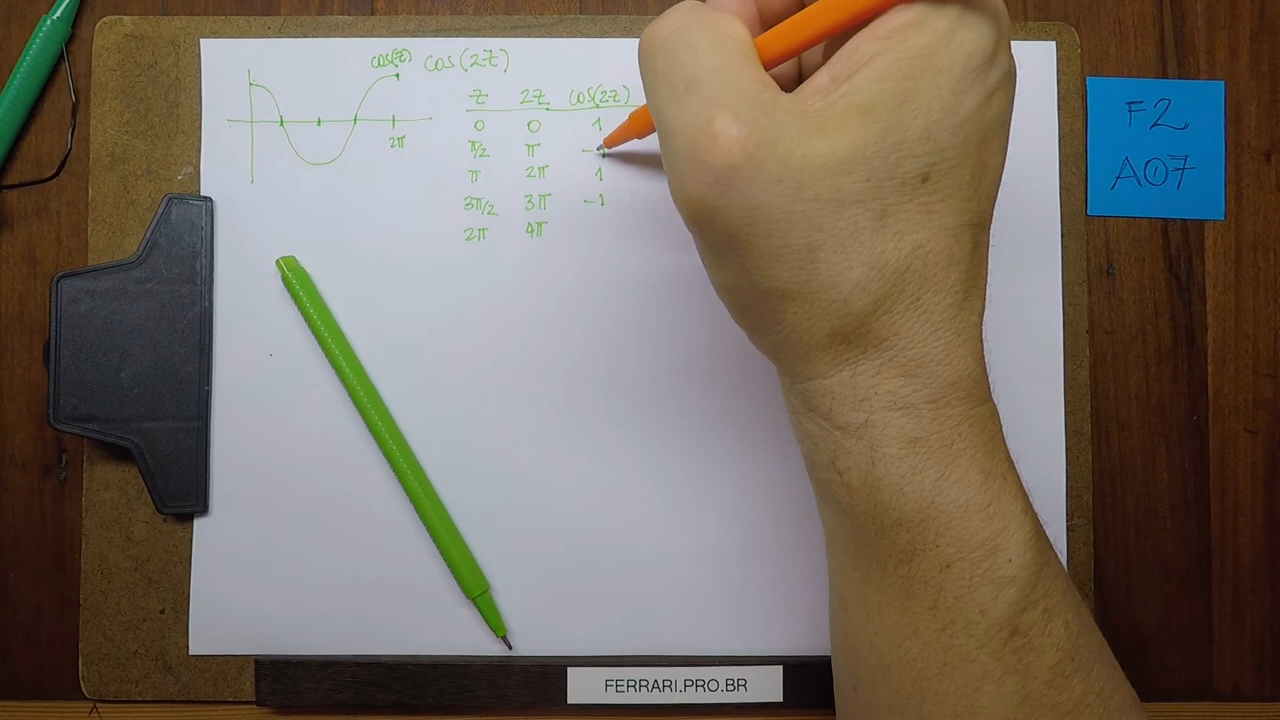 cos(z) cos(2z)
2π
z 2z cos(2z)
0 0 1
π/2 π -1
π 2π 1
3π/2 3π -1
2π 4π
F2
A07
FERRARI.PRO.BR